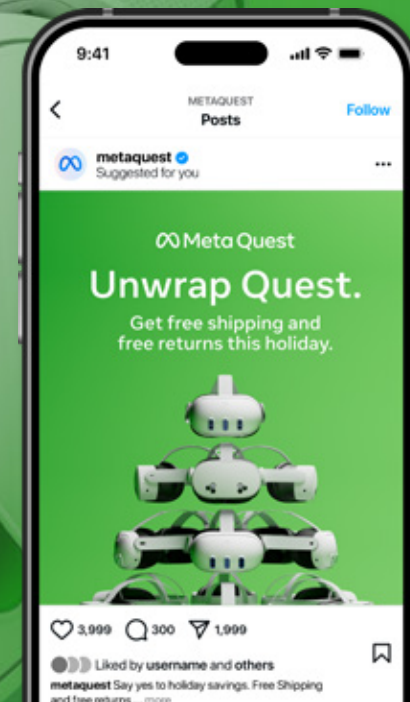 9:41
METAQUEST
Posts
Follow
metaquest
Suggested for you
Meta Quest
Unwrap Quest.
Get free shipping and
free returns this holiday.
3,999 300 1,999
Liked by username and others
metaquest Say yes to holiday savings. Free Shipping
and free returns... more